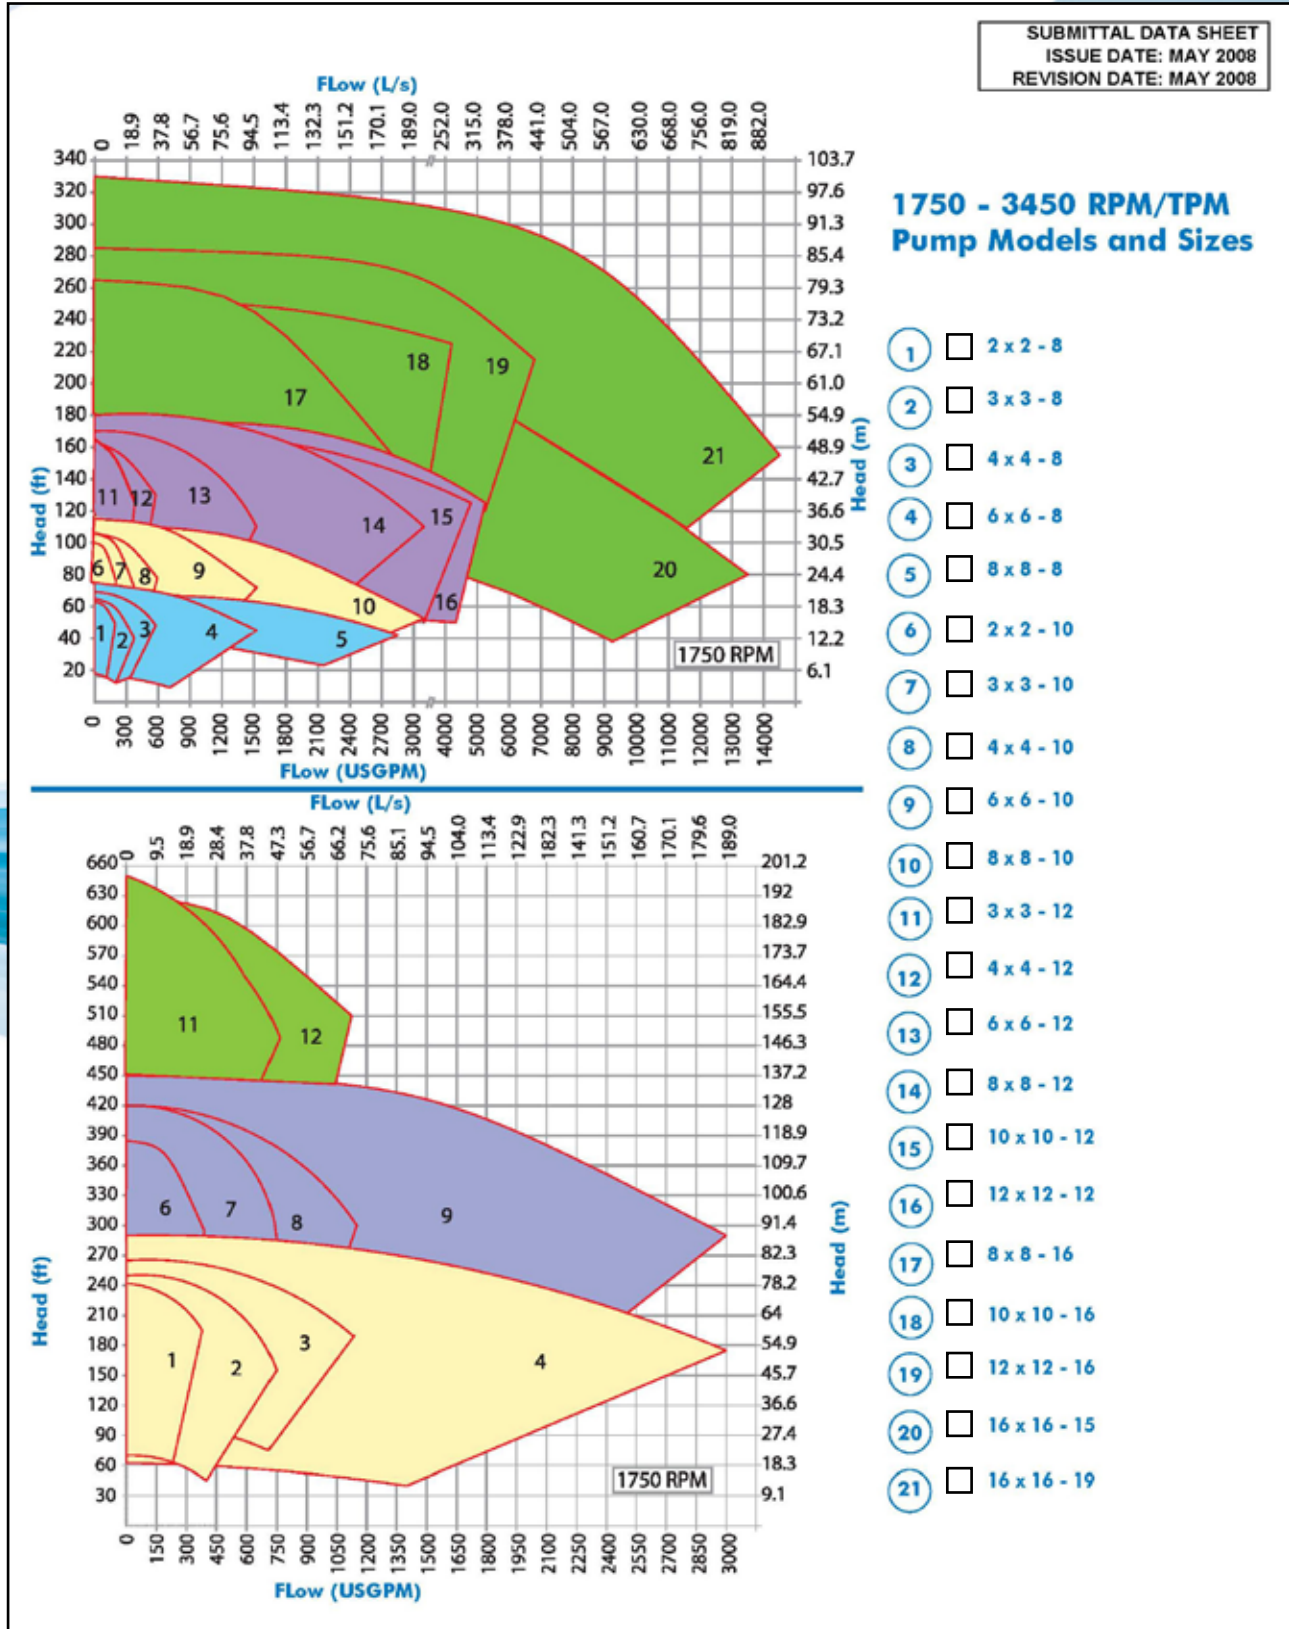 SUBMITTAL DATA SHEET
ISSUE DATE: MAY 2008
REVISION DATE: MAY 2008
FLow (L/s)
0 18.9 37.8 56.7 75.6 94.5 113.4 132.3 151.2 170.1 189.0 252.0 315.0 378.0 441.0 504.0 567.0 630.0 668.0 756.0 819.0 882.0
340 103.7
320 97.6
300 91.3
280 85.4
260 79.3
240 73.2
220 67.1
200 61.0
180 54.9
160 48.9
140 42.7
120 36.6
100 30.5
80 24.4
60 18.3
40 12.2
20 6.1
Head (ft)
Head (m)
17 18 19 21
11 12 13 14 15
6 7 8 9 10 16 20
1 2 3 4 5
1750 RPM
0 300 600 900 1200 1500 1800 2100 2400 2700 3000 4000 5000 6000 7000 8000 9000 10000 11000 12000 13000 14000
FLow (USGPM)
FLow (L/s)
0 9.5 18.9 28.4 37.8 47.3 56.7 66.2 75.6 85.1 94.5 104.0 113.4 122.9 182.3 141.3 151.2 160.7 170.1 179.6 189.0
660 201.2
630 192
600 182.9
570 173.7
540 164.4
510 155.5
480 146.3
450 137.2
420 128
390 118.9
360 109.7
330 100.6
300 91.4
270 82.3
240 78.2
210 64
180 54.9
150 45.7
120 36.6
90 27.4
60 18.3
30 9.1
Head (ft)
Head (m)
11 12
6 7 8 9
1 2 3 4
1750 RPM
0 150 300 450 600 750 900 1050 1200 1350 1500 1650 1800 1950 2100 2250 2400 2550 2700 2850 3000
FLow (USGPM)
1750 - 3450 RPM/TPM
Pump Models and Sizes
1 2 x 2 - 8
2 3 x 3 - 8
3 4 x 4 - 8
4 6 x 6 - 8
5 8 x 8 - 8
6 2 x 2 - 10
7 3 x 3 - 10
8 4 x 4 - 10
9 6 x 6 - 10
10 8 x 8 - 10
11 3 x 3 - 12
12 4 x 4 - 12
13 6 x 6 - 12
14 8 x 8 - 12
15 10 x 10 - 12
16 12 x 12 - 12
17 8 x 8 - 16
18 10 x 10 - 16
19 12 x 12 - 16
20 16 x 16 - 15
21 16 x 16 - 19